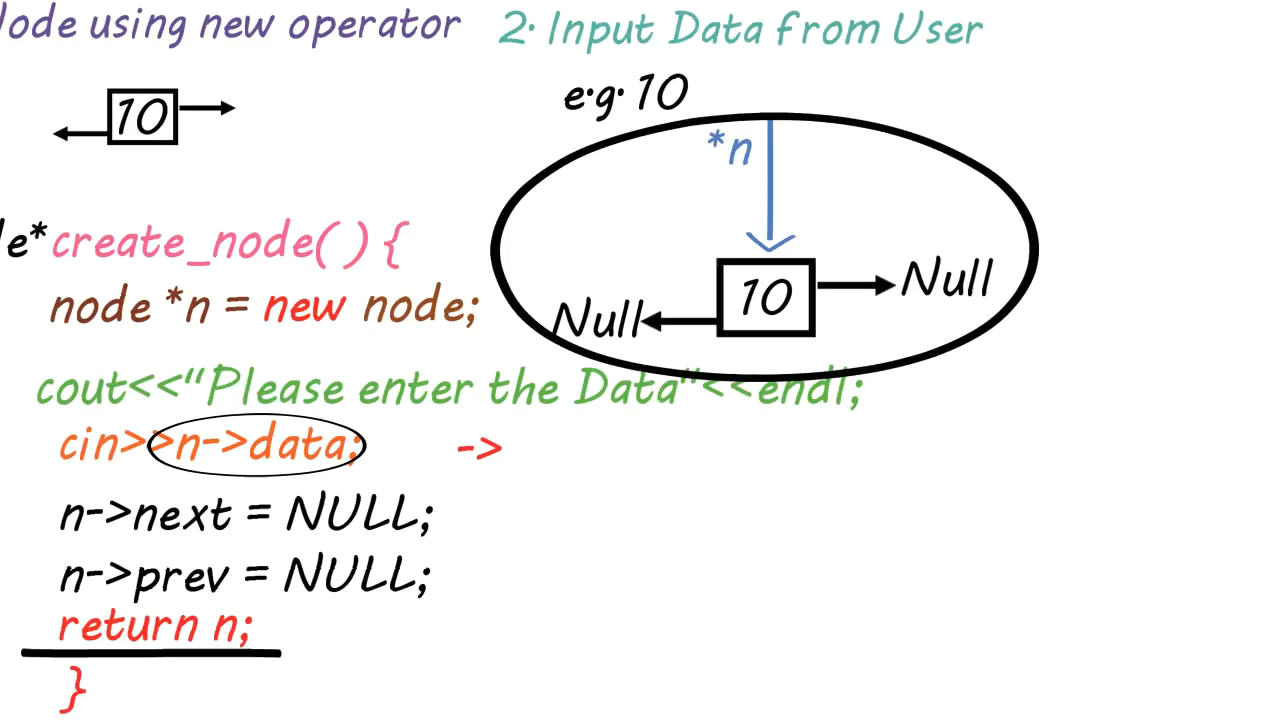 Node using new operator
2. Input Data from User
e.g. 10
10
*n
10
Null
Null
de* create_node( ) {
node *n = new node;
cout<<"Please enter the Data"<<endl;
cin>>n->data;
->
n->next = NULL;
n->prev = NULL;
return n;
}